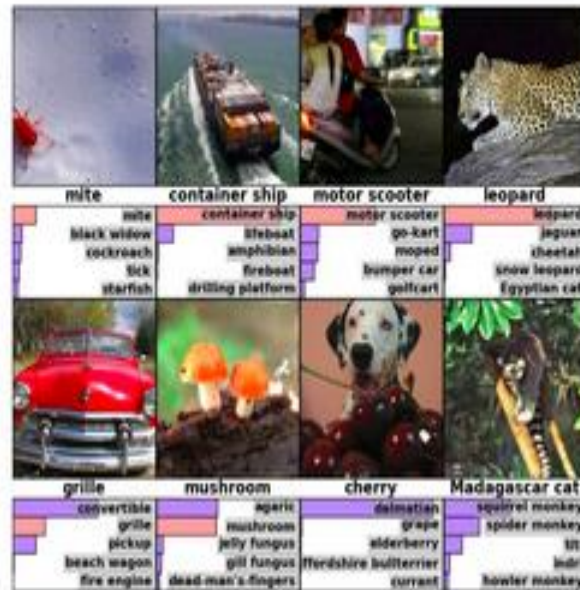 mite
container ship
motor scooter
leopard
mite
black widow
cockroach
tick
starfish
container ship
lifeboat
amphibian
fireboat
drilling platform
motor scooter
go-kart
moped
bumper car
golfcart
leopard
jaguar
cheetah
snow leopard
Egyptian cat
grille
mushroom
cherry
Madagascar cat
convertible
grille
pickup
beach wagon
fire engine
agaric
mushroom
jelly fungus
gill fungus
dead-man's-fingers
dalmatian
grape
elderberry
ffordshire bullterrier
currant
squirrel monkey
spider monkey
titi
indri
howler monkey